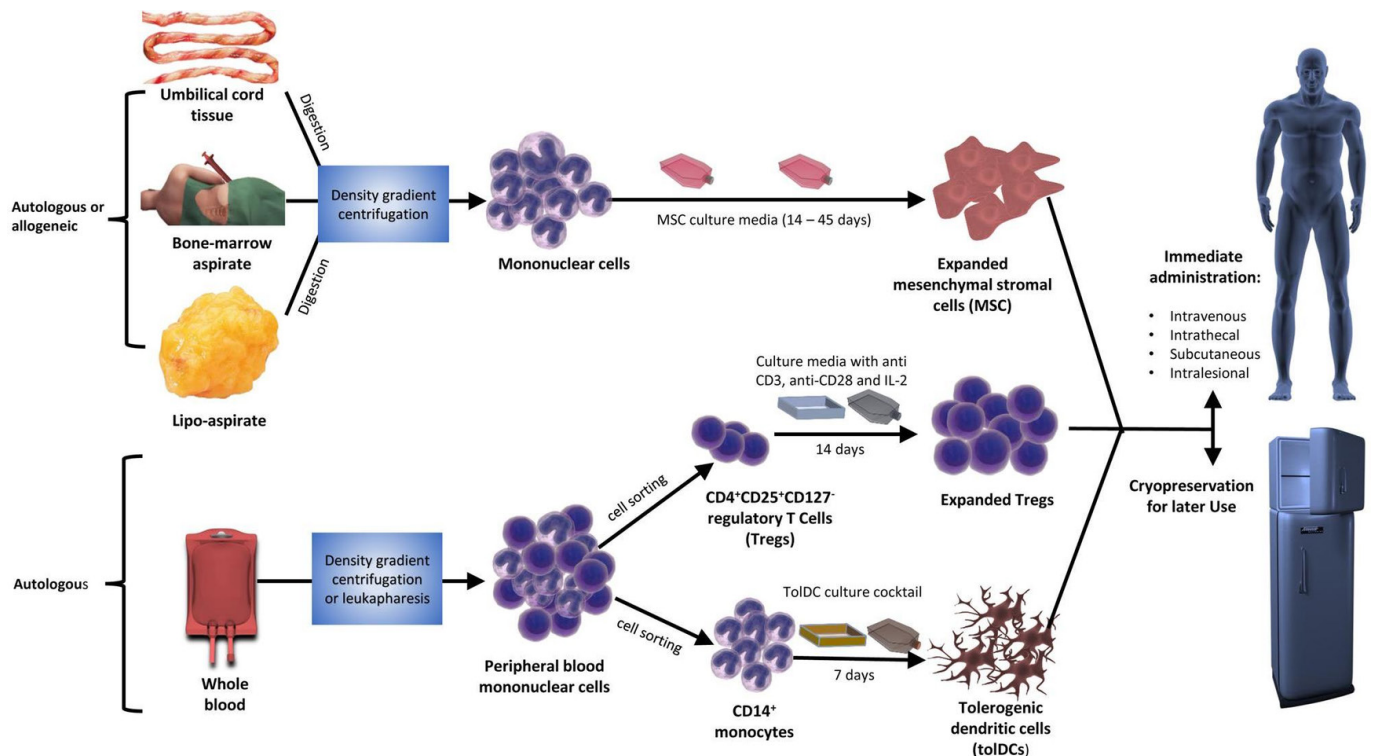 Umbilical cord
tissue
Digestion
Autologous or
allogeneic
Bone-marrow
aspirate
Digestion
Lipo-aspirate
Density gradient
centrifugation
Mononuclear cells
MSC culture media (14 – 45 days)
Expanded
mesenchymal stromal
cells (MSC)
Immediate
administration:
• Intravenous
• Intrathecal
• Subcutaneous
• Intralesional
Culture media with anti
CD3, anti-CD28 and IL-2
14 days
cell sorting
CD4⁺CD25⁺CD127⁻
regulatory T Cells
(Tregs)
Expanded Tregs
Cryopreservation
for later Use
Autologous
Whole
blood
Density gradient
centrifugation
or leukapharesis
Peripheral blood
mononuclear cells
cell sorting
CD14⁺
monocytes
TolDC culture cocktail
7 days
Tolerogenic
dendritic cells
(tolDCs)